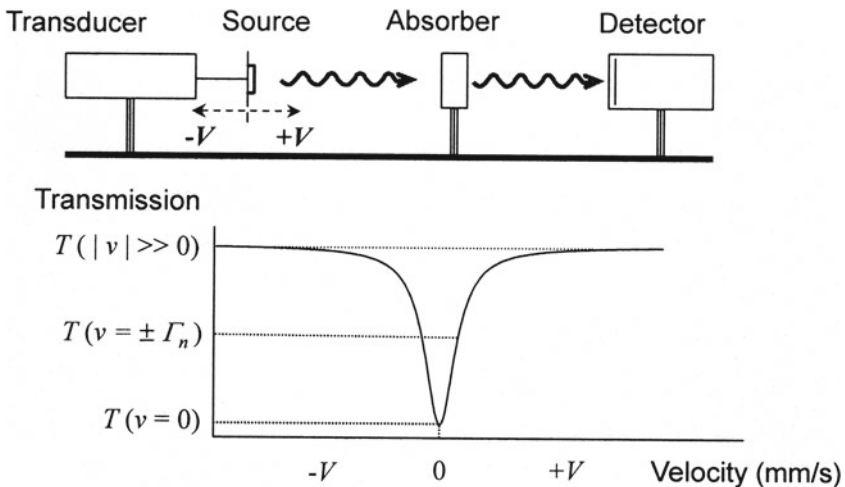 Transducer Source Absorber Detector
-V +V
Transmission
T(|v|>>0)
T(v=± Γn)
T(v=0)
-V 0 +V Velocity (mm/s)